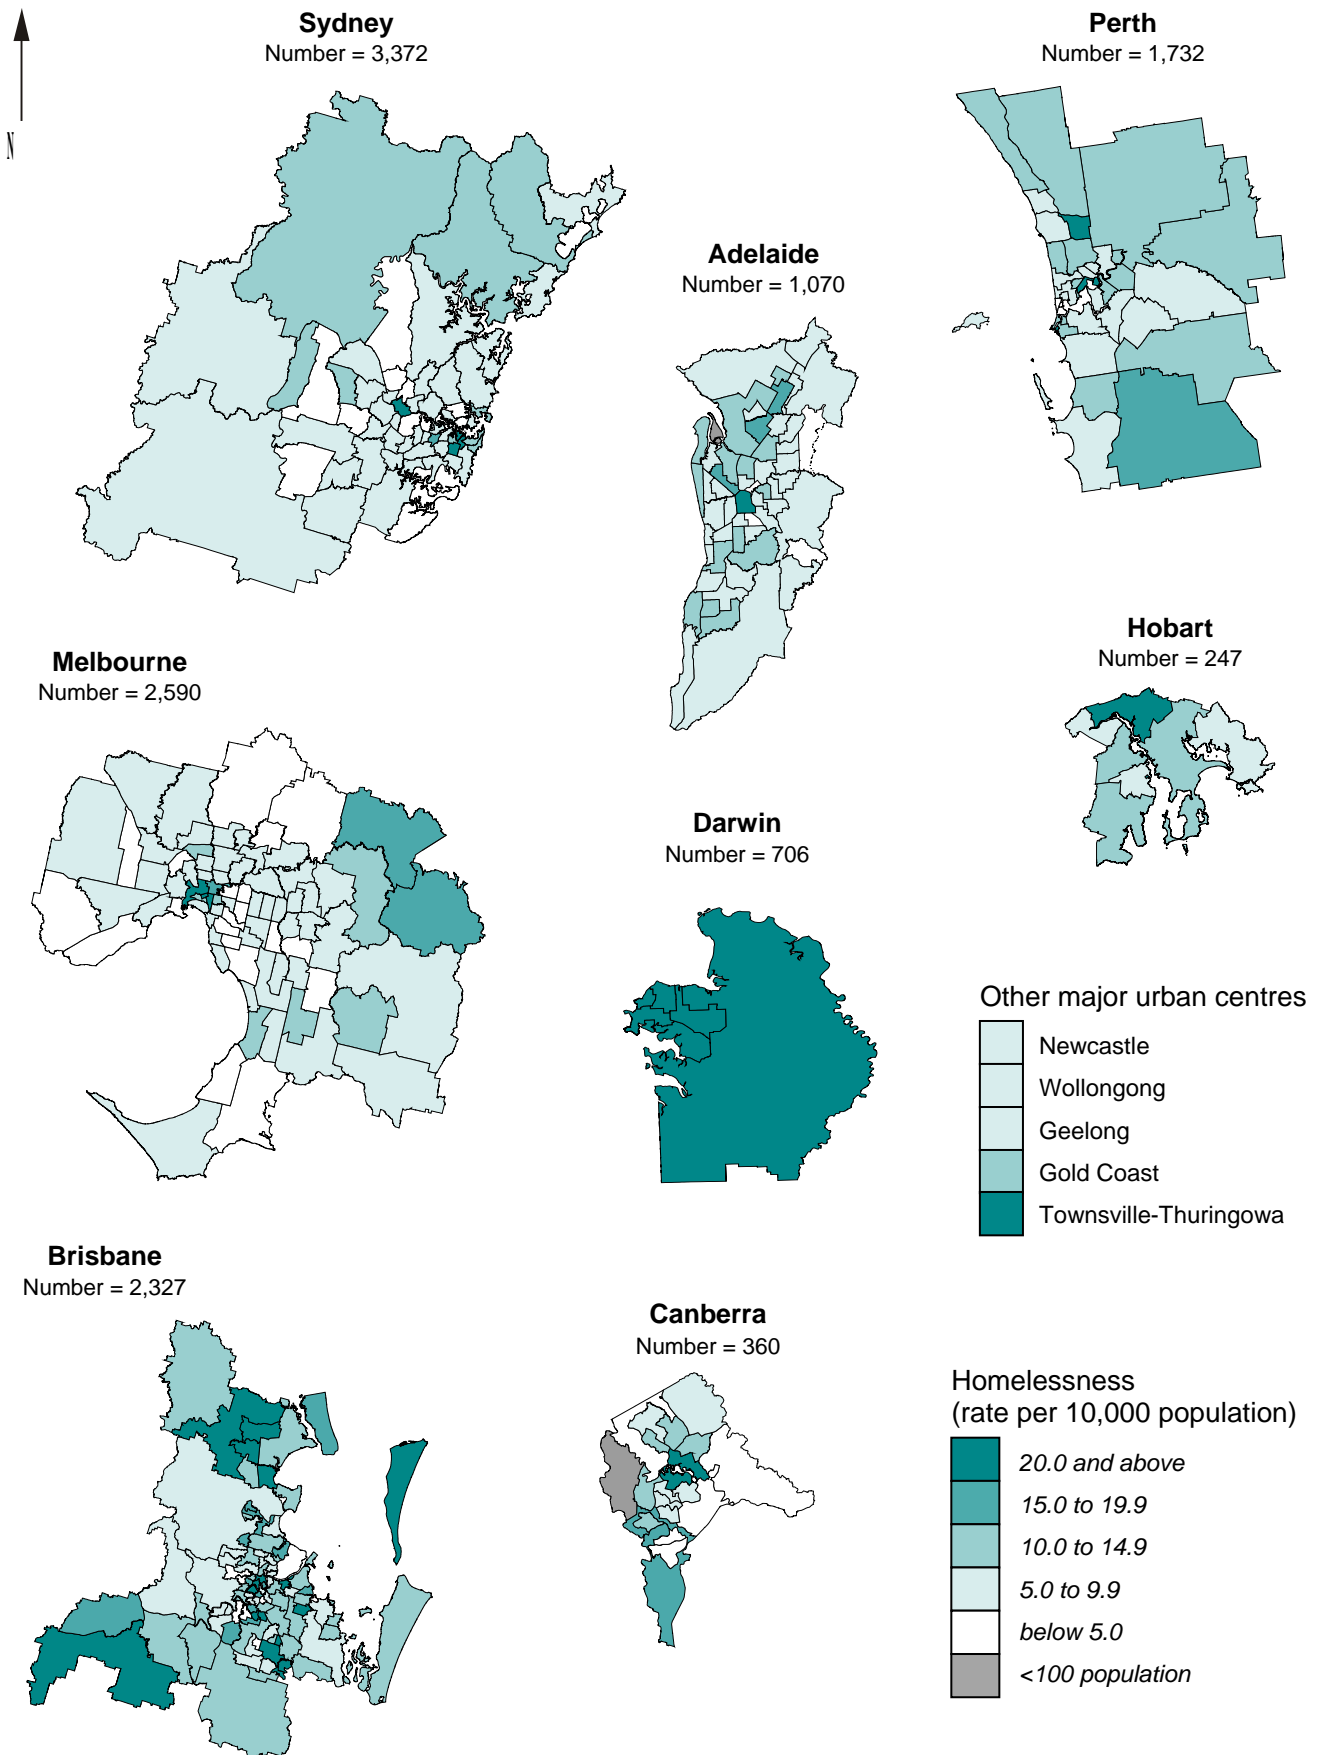 Sydney
Number = 3,372
Perth
Number = 1,732
N
Adelaide
Number = 1,070
Hobart
Number = 247
Melbourne
Number = 2,590
Darwin
Number = 706
Other major urban centres
Newcastle
Wollongong
Geelong
Gold Coast
Townsville-Thuringowa
Brisbane
Number = 2,327
Canberra
Number = 360
Homelessness
(rate per 10,000 population)
20.0 and above
15.0 to 19.9
10.0 to 14.9
5.0 to 9.9
below 5.0
<100 population